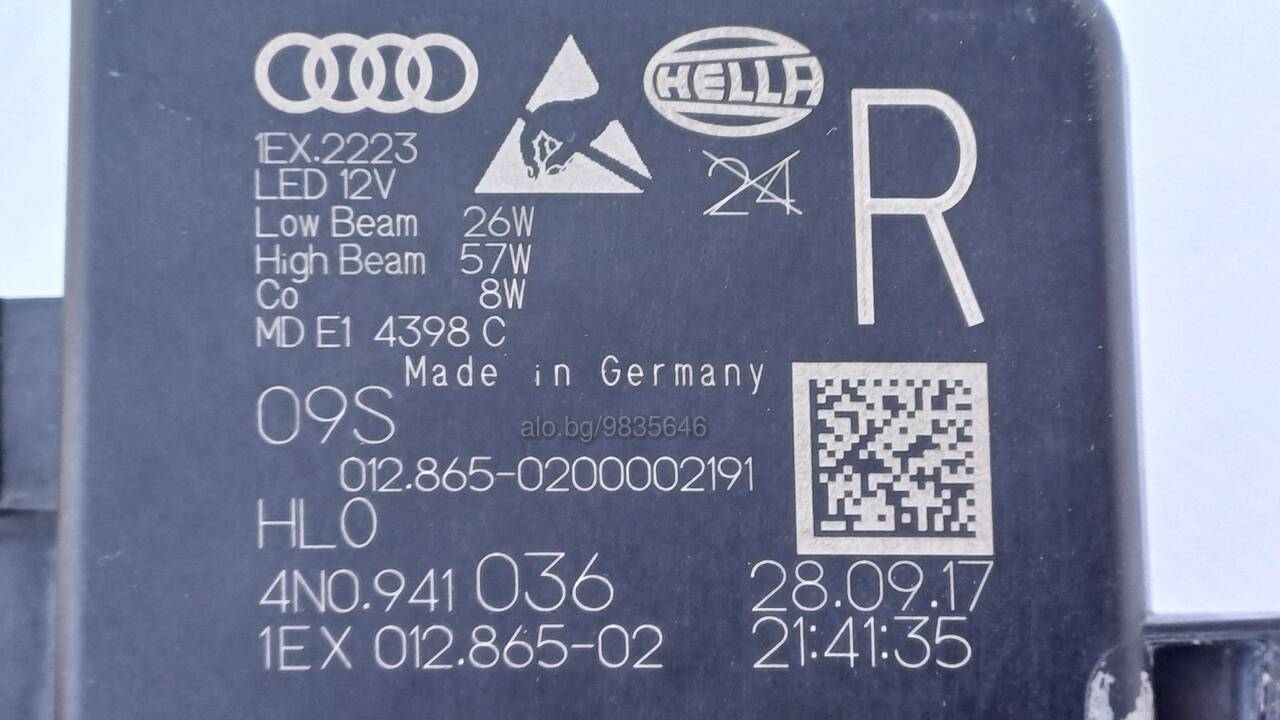 HELLA
24
R
1EX.2223
LED 12V
Low Beam 26W
High Beam 57W
Co 8W
MD E1 4398 C
Made in Germany
09S
alo.bg/9835646
012.865-0200002191
HL0
4N0.941 036
28.09.17
1EX 012.865-02
21:41:35